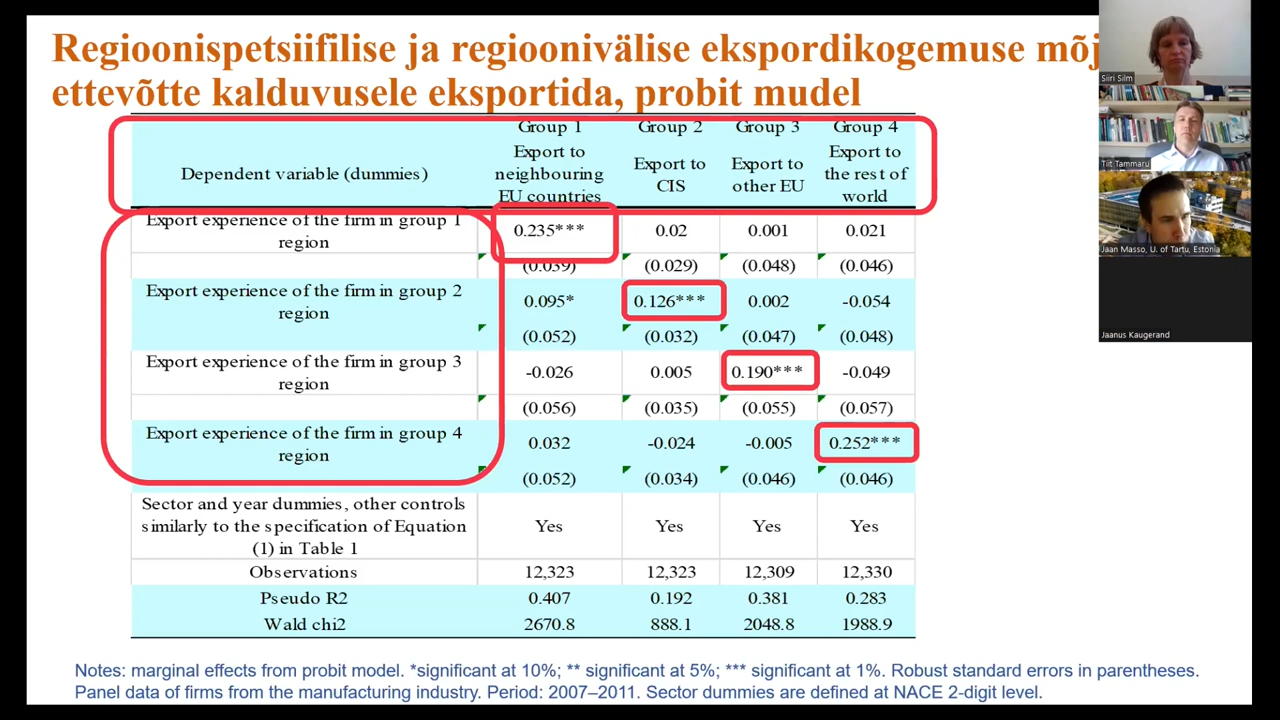 Regioonispetsiifilise ja regioonivälise ekspordikogemuse mõj
ettevõtte kalduvusele eksportida, probit mudel
Dependent variable (dummies)
Group 1
Export to
neighbouring
EU countries
Group 2
Export to
CIS
Group 3
Export to
other EU
Group 4
Export to
the rest of
world
Export experience of the firm in group 1
region
0.235*** 0.02 0.001 0.021
(0.039) (0.029) (0.048) (0.046)
Export experience of the firm in group 2
region
0.095* 0.126*** 0.002 -0.054
(0.052) (0.032) (0.047) (0.048)
Export experience of the firm in group 3
region
-0.026 0.005 0.190*** -0.049
(0.056) (0.035) (0.055) (0.057)
Export experience of the firm in group 4
region
0.032 -0.024 -0.005 0.252***
(0.052) (0.034) (0.046) (0.046)
Sector and year dummies, other controls
similarly to the specification of Equation
(1) in Table 1
Yes Yes Yes Yes
Observations 12,323 12,323 12,309 12,330
Pseudo R2 0.407 0.192 0.381 0.283
Wald chi2 2670.8 888.1 2048.8 1988.9
Notes: marginal effects from probit model. *significant at 10%; ** significant at 5%; *** significant at 1%. Robust standard errors in parentheses.
Panel data of firms from the manufacturing industry. Period: 2007–2011. Sector dummies are defined at NACE 2-digit level.
Siiri Silm
Tiit Tammaru
Jaan Masso, U. of Tartu, Estonia
Jaanus Kaugerand